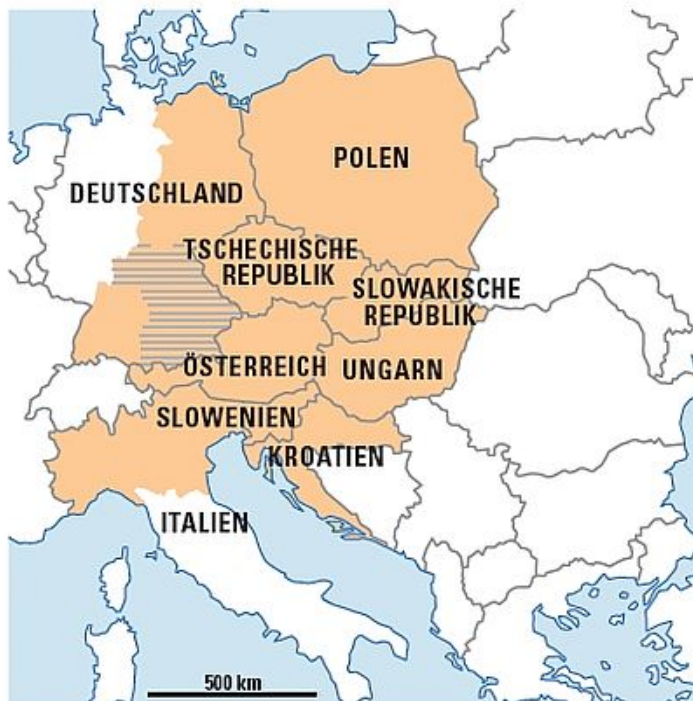 POLEN
DEUTSCHLAND
TSCHECHISCHE
REPUBLIK
SLOWAKISCHE
REPUBLIK
ÖSTERREICH
UNGARN
SLOWENIEN
KROATIEN
ITALIEN
500 km